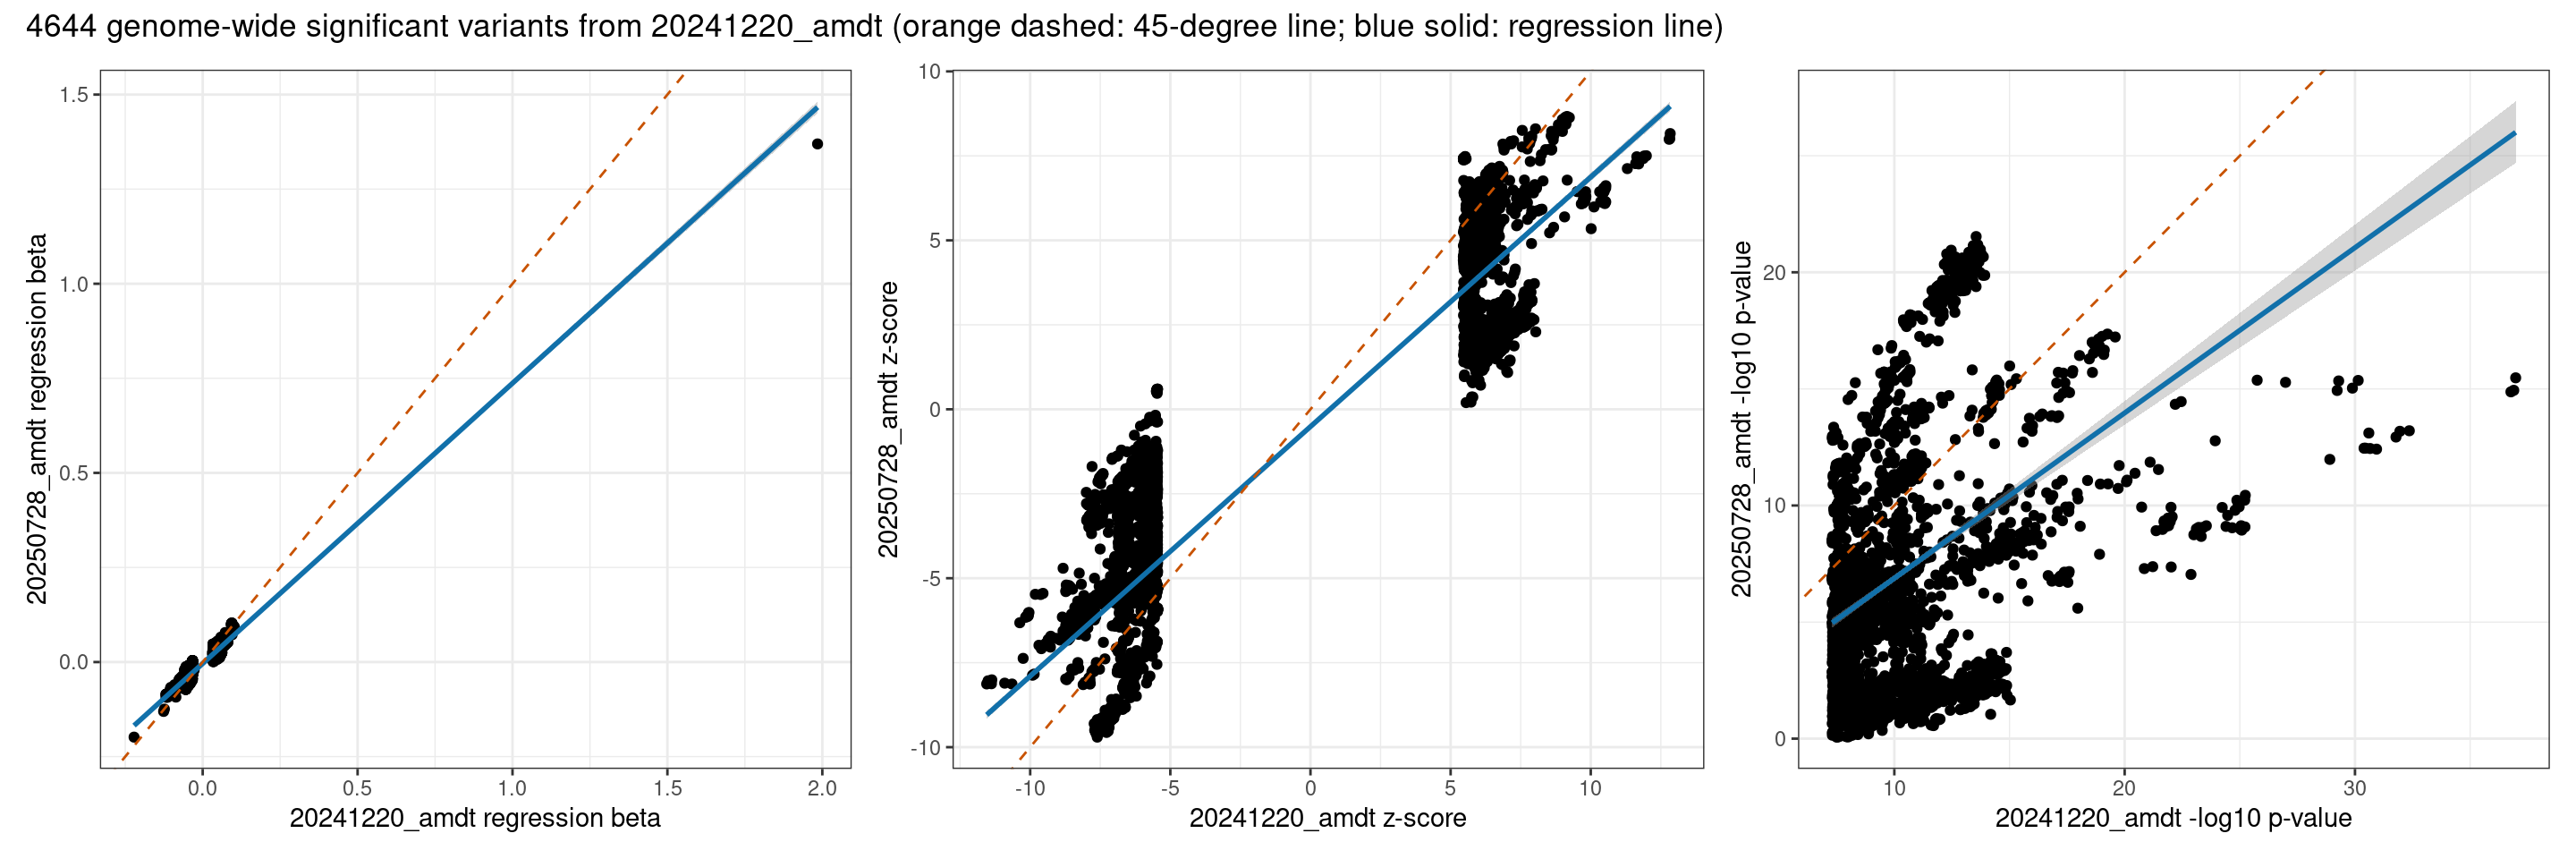 4644 genome-wide significant variants from 20241220_amdt (orange dashed: 45-degree line; blue solid: regression line)
20250728_amdt regression beta
1.5
1.0
0.5
0.0
0.0 0.5 1.0 1.5 2.0
20241220_amdt regression beta
20250728_amdt z-score
10
5
0
-5
-10
-10 -5 0 5 10
20241220_amdt z-score
20250728_amdt -log10 p-value
20
10
0
10 20 30
20241220_amdt -log10 p-value